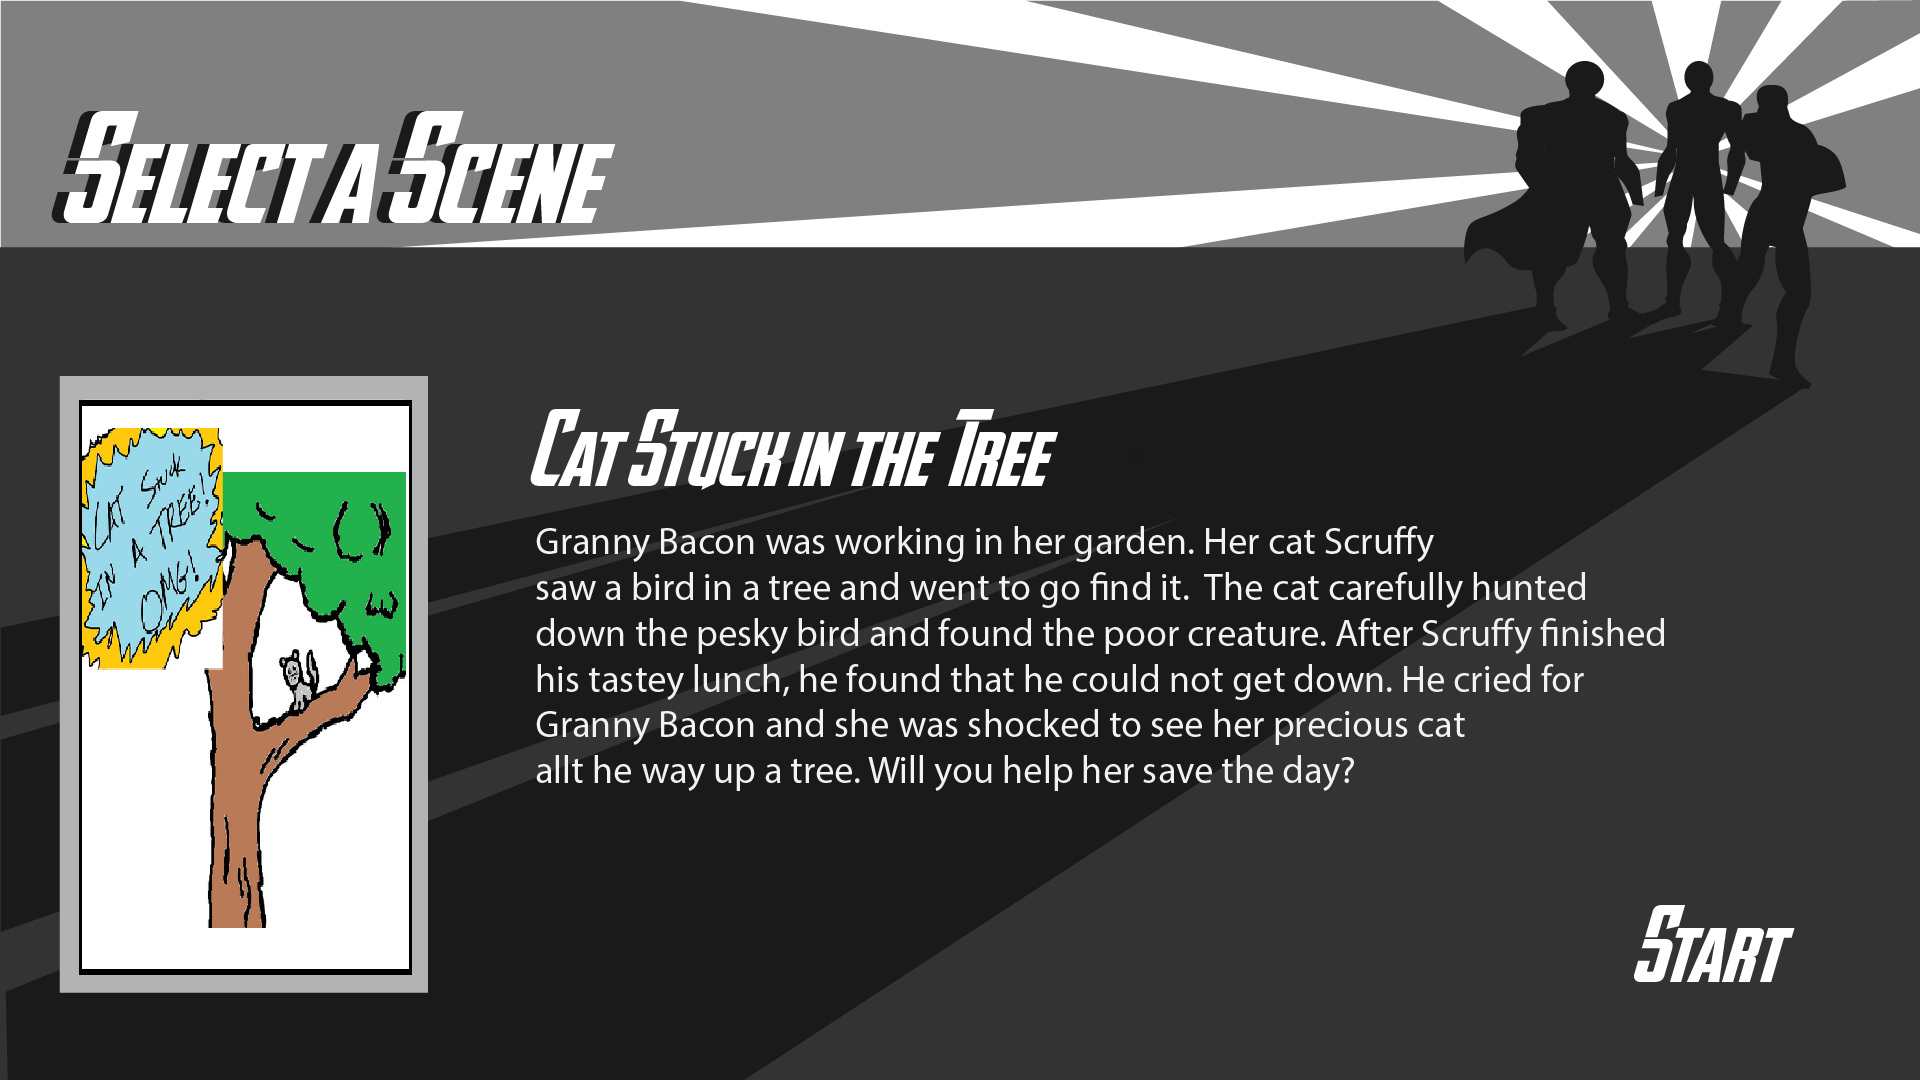 Select a Scene
Cat Stuck in the Tree
CAT Stuck
IN A TREE!
OMG!
Granny Bacon was working in her garden. Her cat Scruffy
saw a bird in a tree and went to go find it.  The cat carefully hunted
down the pesky bird and found the poor creature. After Scruffy finished
his tastey lunch, he found that he could not get down. He cried for
Granny Bacon and she was shocked to see her precious cat
allt he way up a tree. Will you help her save the day?
Start